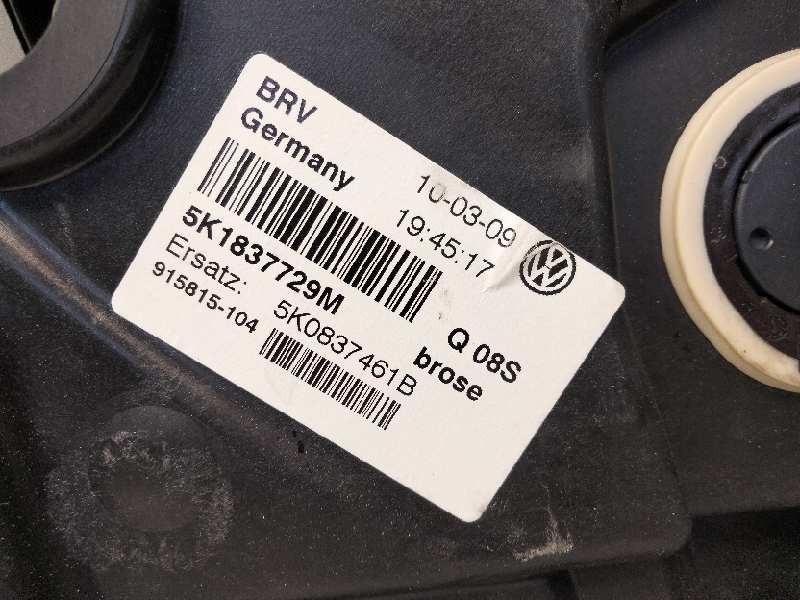 BRV
Germany
10-03-09
19:45:17
5K1837729M
Q 08S
Ersatz: 5K0837461B
brose
915815-104